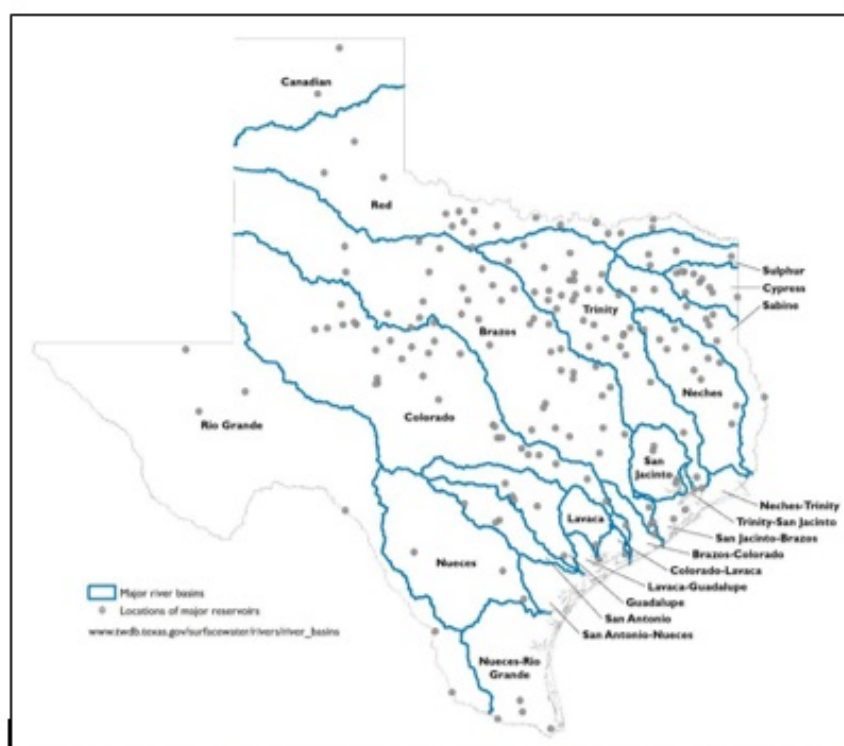 Canadian
Red
Sulphur
Cypress
Sabine
Trinity
Brazos
Neches
Colorado
Rio Grande
San
Jacinto
Neches-Trinity
Lavaca
Trinity-San Jacinto
San Jacinto-Brazos
Brazos-Colorado
Nueces
Colorado-Lavaca
Lavaca-Guadalupe
Guadalupe
San Antonio
San Antonio-Nueces
Major river basins
Locations of major reservoirs
www.twdb.texas.gov/surfacewater/rivers/river_basins
Nueces-Rio
Grande